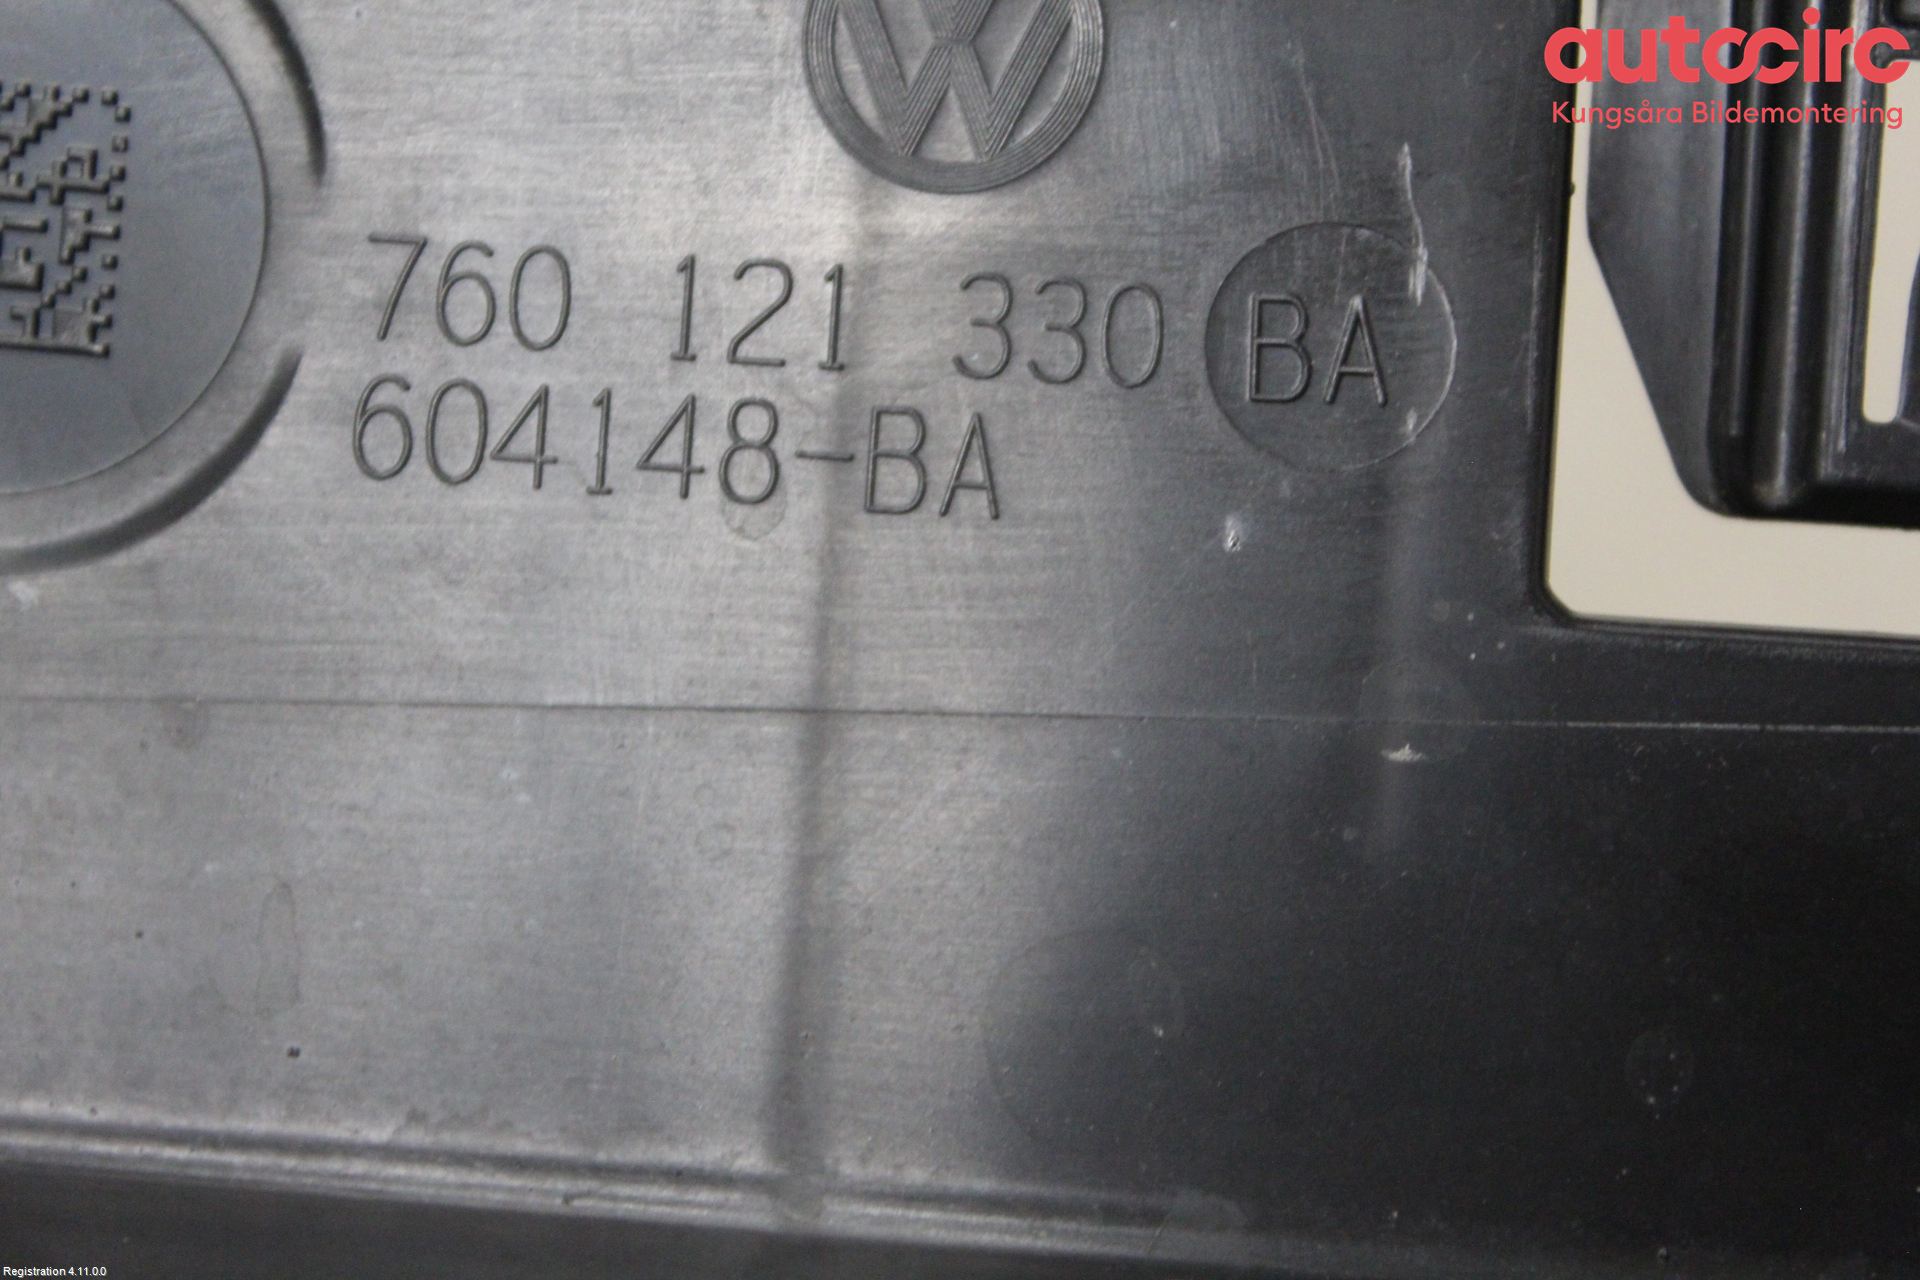 autocirc
Kungsåra Bildemontering
760 121 330 BA
604148-BA
Registration 4.11.0.0